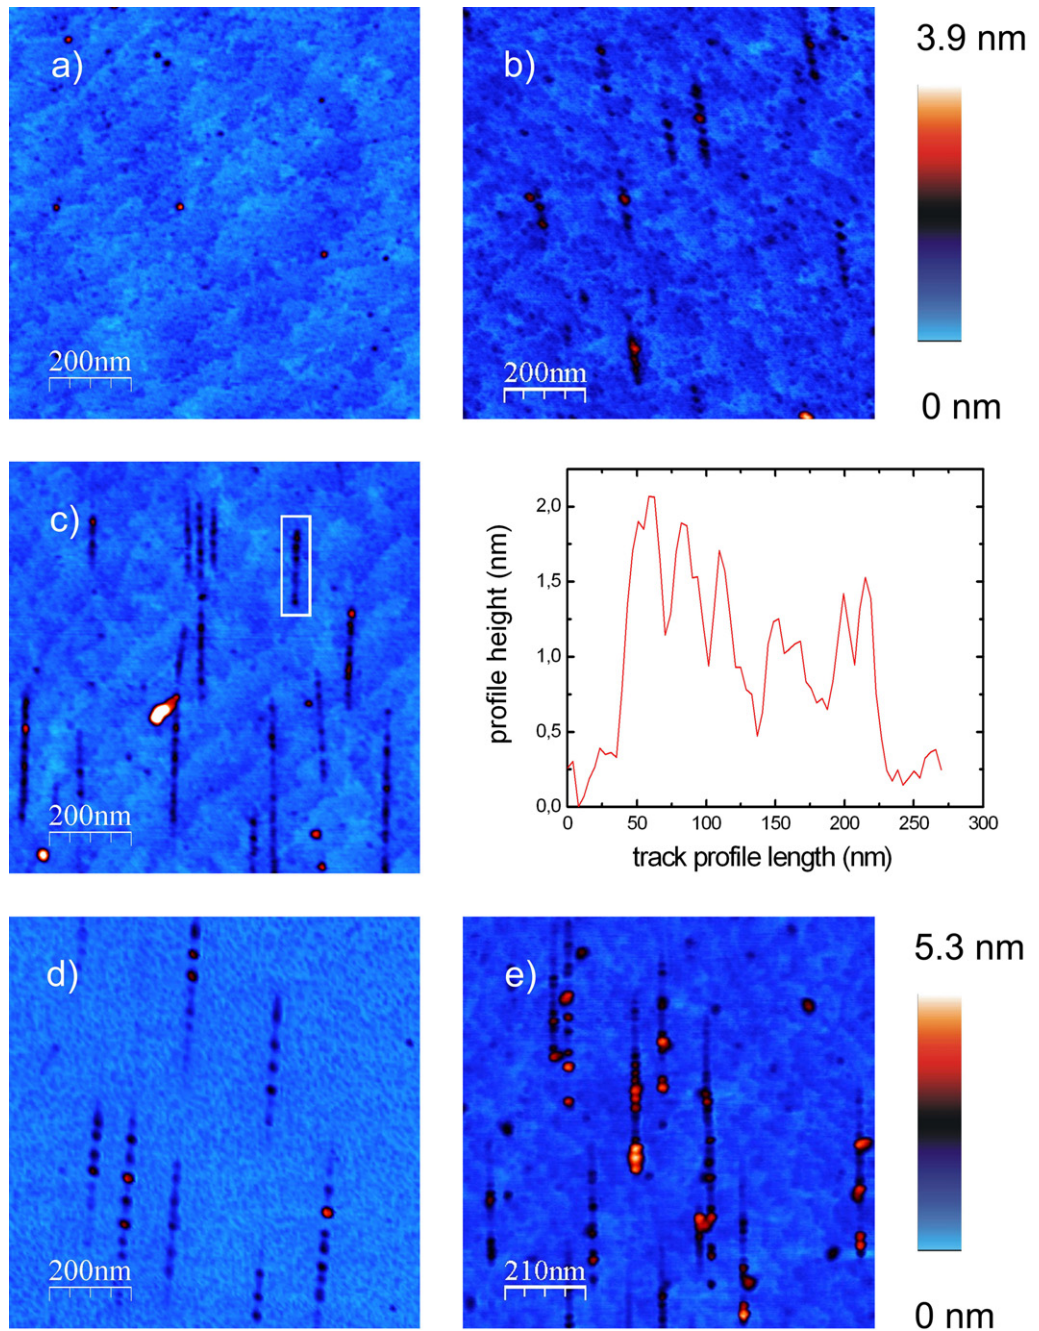 a)
200nm
b)
200nm
3.9 nm
0 nm
c)
200nm
profile height (nm)
2,0
1,5
1,0
0,5
0,0
0 50 100 150 200 250 300
track profile length (nm)
d)
200nm
e)
210nm
5.3 nm
0 nm